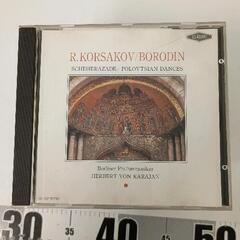 R.KORSAKOV/BORODIN
SCHEHERAZADE/POLOVTSIAN DANCES
Berliner Philharmoniker
HERBERT VON KARAJAN
30
40
50